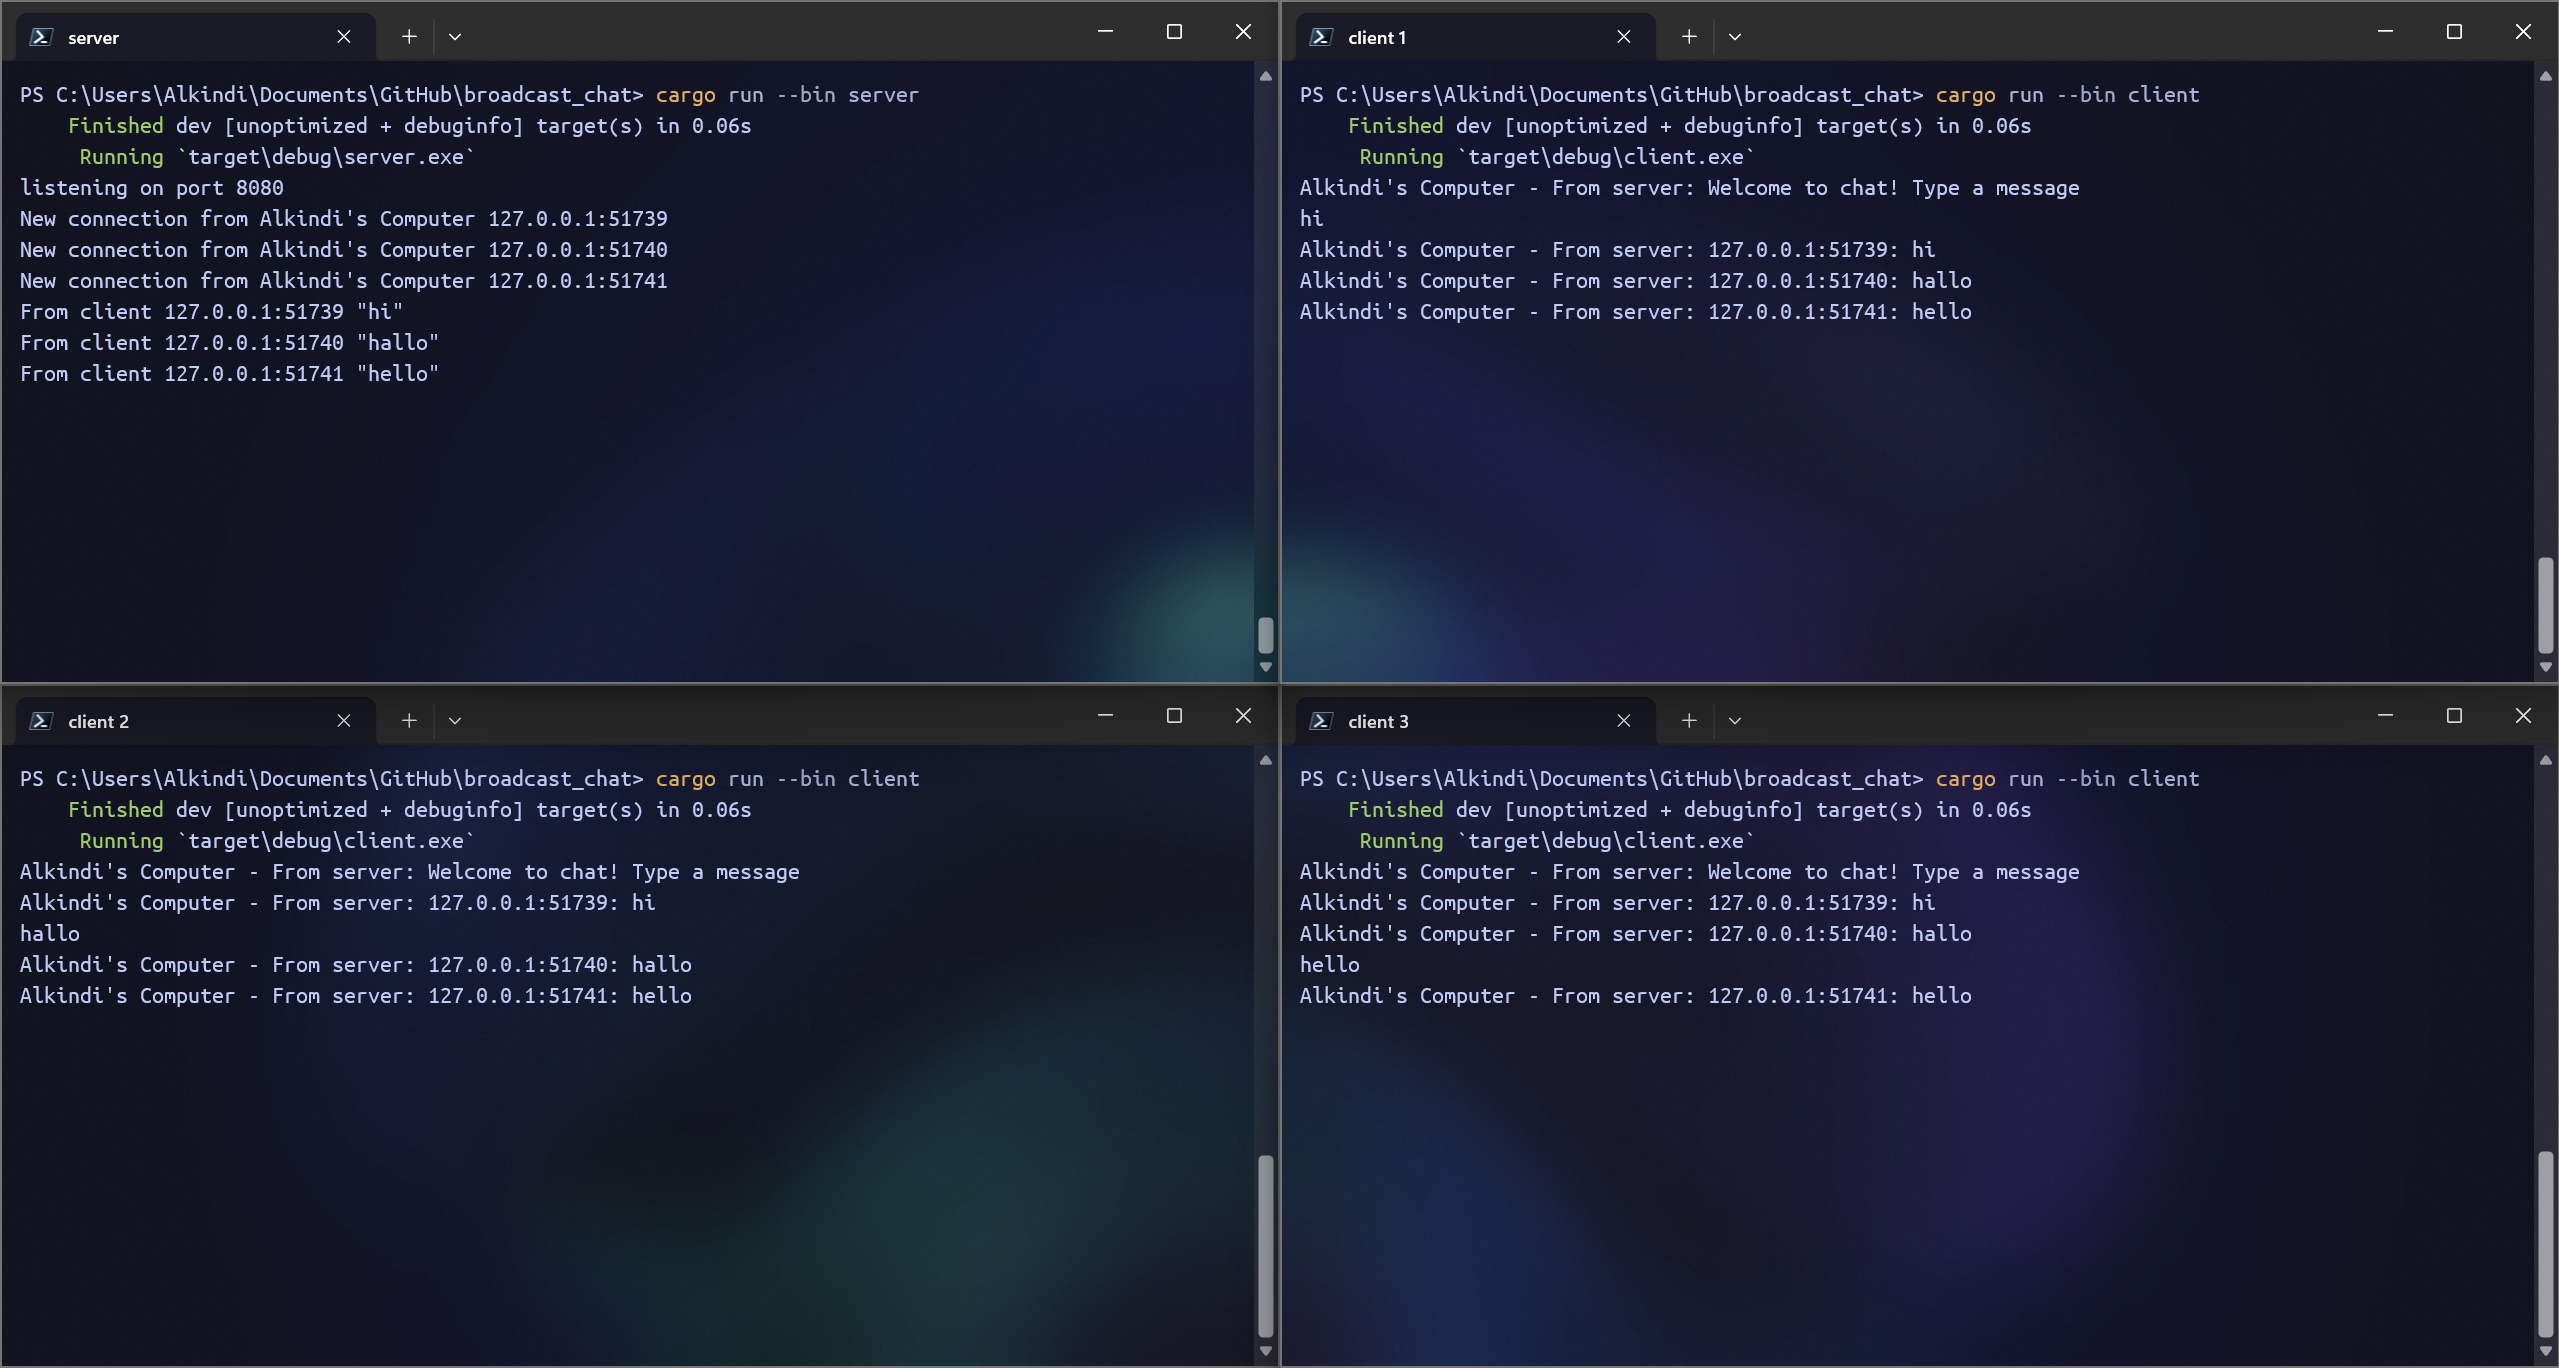 server
PS C:\Users\Alkindi\Documents\GitHub\broadcast_chat> cargo run --bin server
    Finished dev [unoptimized + debuginfo] target(s) in 0.06s
     Running `target\debug\server.exe`
listening on port 8080
New connection from Alkindi's Computer 127.0.0.1:51739
New connection from Alkindi's Computer 127.0.0.1:51740
New connection from Alkindi's Computer 127.0.0.1:51741
From client 127.0.0.1:51739 "hi"
From client 127.0.0.1:51740 "hallo"
From client 127.0.0.1:51741 "hello"
client 1
PS C:\Users\Alkindi\Documents\GitHub\broadcast_chat> cargo run --bin client
    Finished dev [unoptimized + debuginfo] target(s) in 0.06s
     Running `target\debug\client.exe`
Alkindi's Computer - From server: Welcome to chat! Type a message
hi
Alkindi's Computer - From server: 127.0.0.1:51739: hi
Alkindi's Computer - From server: 127.0.0.1:51740: hallo
Alkindi's Computer - From server: 127.0.0.1:51741: hello
client 2
PS C:\Users\Alkindi\Documents\GitHub\broadcast_chat> cargo run --bin client
    Finished dev [unoptimized + debuginfo] target(s) in 0.06s
     Running `target\debug\client.exe`
Alkindi's Computer - From server: Welcome to chat! Type a message
Alkindi's Computer - From server: 127.0.0.1:51739: hi
hallo
Alkindi's Computer - From server: 127.0.0.1:51740: hallo
Alkindi's Computer - From server: 127.0.0.1:51741: hello
client 3
PS C:\Users\Alkindi\Documents\GitHub\broadcast_chat> cargo run --bin client
    Finished dev [unoptimized + debuginfo] target(s) in 0.06s
     Running `target\debug\client.exe`
Alkindi's Computer - From server: Welcome to chat! Type a message
Alkindi's Computer - From server: 127.0.0.1:51739: hi
Alkindi's Computer - From server: 127.0.0.1:51740: hallo
hello
Alkindi's Computer - From server: 127.0.0.1:51741: hello